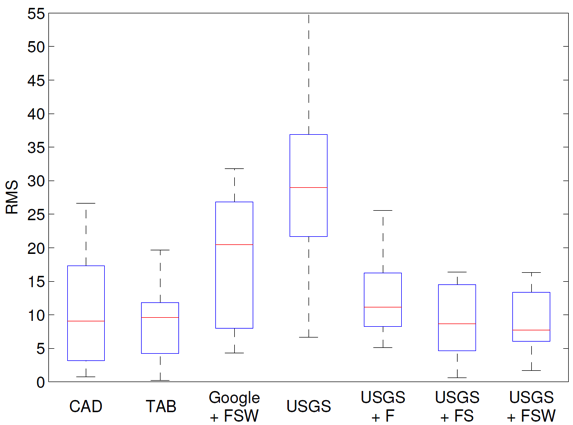 55
50
45
40
35
30
25
20
15
10
5
0
RMS
CAD
TAB
Google
+ FSW
USGS
USGS
+ F
USGS
+ FS
USGS
+ FSW